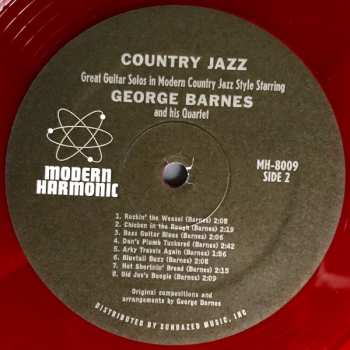 COUNTRY JAZZ
Great Guitar Solos in Modern Country Jazz Style Starring
GEORGE BARNES
and his Quartet
MODERN
HARMONIC
MH-8009
SIDE 2
1. Rockin' the Weasel (Barnes) 2:08
2. Chicken in the Rough (Barnes) 2:19
3. Bass Guitar Blues (Barnes) 2:06
4. Dan's Plumb Tuckered (Barnes) 2:42
5. Arky Travels Again (Barnes) 2:55
6. Bluetail Buzz (Barnes) 2:08
7. Hot Shortnin' Bread (Barnes) 2:15
8. Old Joe's Boogie (Barnes) 2:09
Original compositions and
arrangements by George Barnes
DISTRIBUTED BY SUNDAZED MUSIC, INC